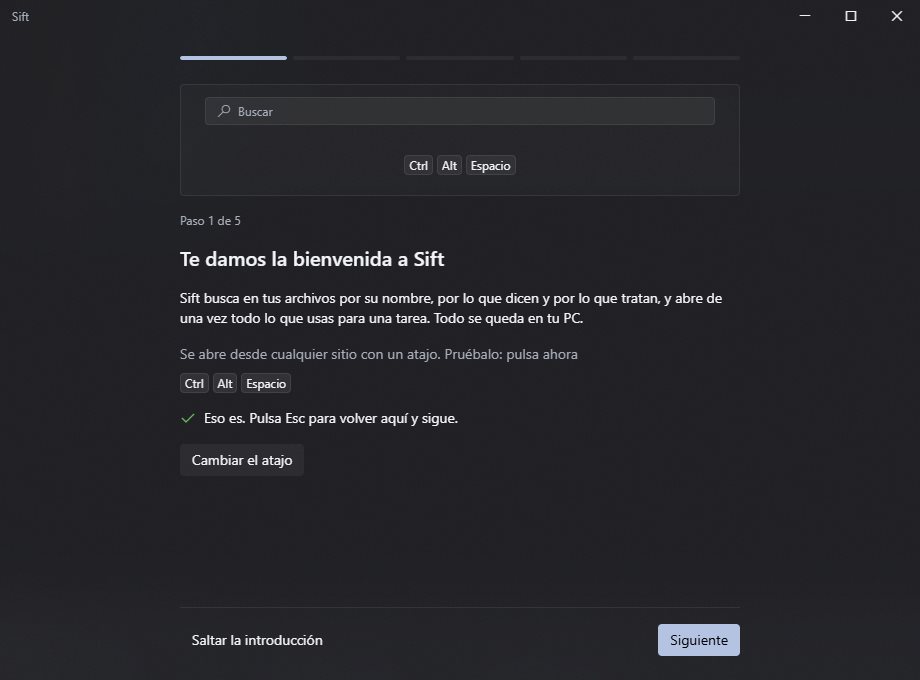 Sift
Buscar
Ctrl Alt Espacio
Paso 1 de 5
Te damos la bienvenida a Sift
Sift busca en tus archivos por su nombre, por lo que dicen y por lo que tratan, y abre de
una vez todo lo que usas para una tarea. Todo se queda en tu PC.
Se abre desde cualquier sitio con un atajo. Pruébalo: pulsa ahora
Ctrl Alt Espacio
Eso es. Pulsa Esc para volver aquí y sigue.
Cambiar el atajo
Saltar la introducción
Siguiente